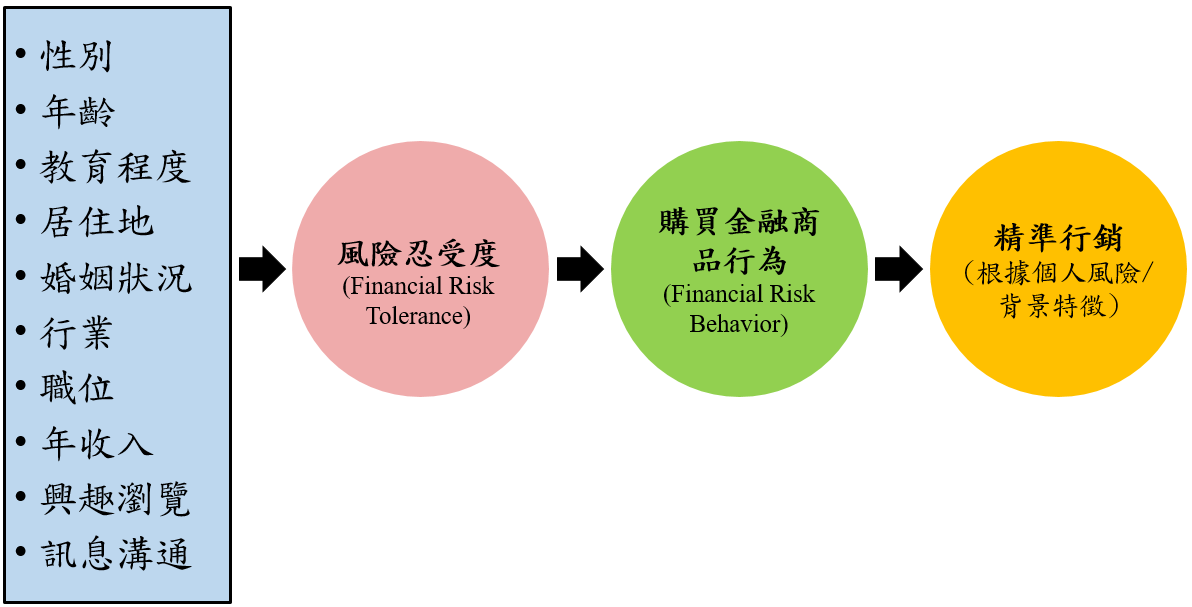 • 性別
• 年齡
• 教育程度
• 居住地
• 婚姻狀況
• 行業
• 職位
• 年收入
• 興趣瀏覽
• 訊息溝通
風險忍受度
(Financial Risk
Tolerance)
購買金融商
品行為
(Financial Risk
Behavior)
精準行銷
（根據個人風險/
背景特徵）